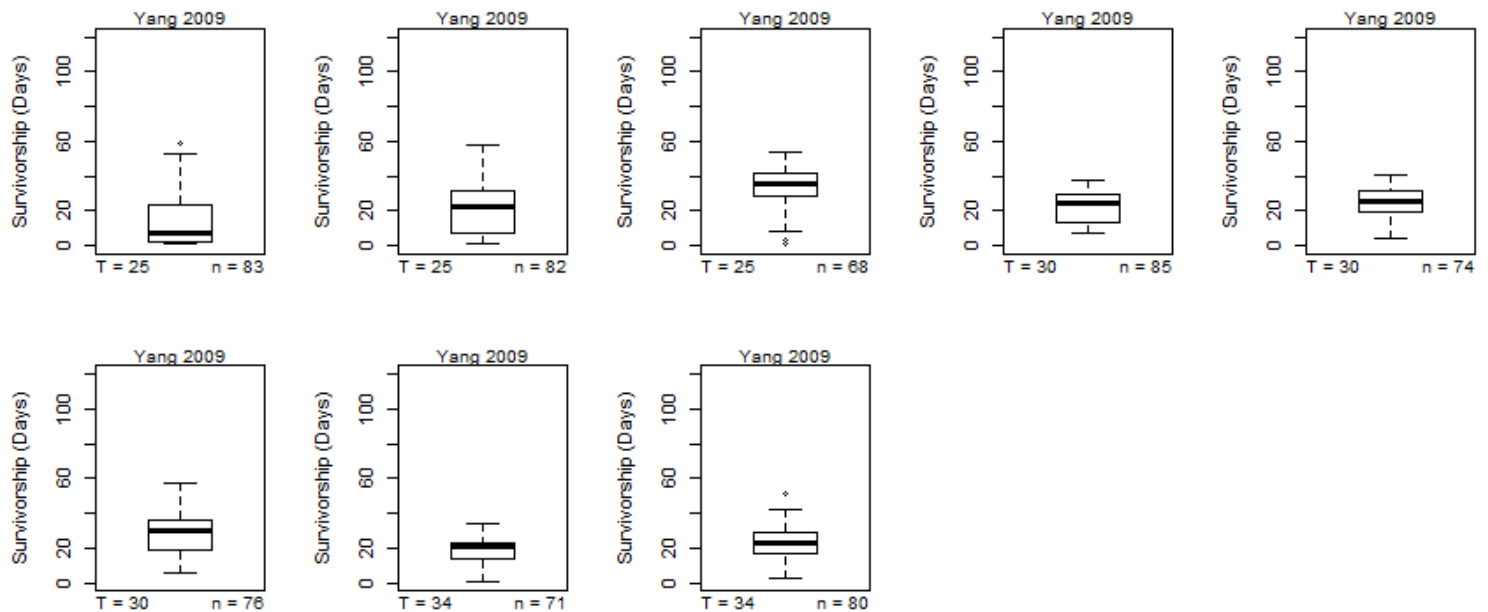 Yang 2009 Yang 2009 Yang 2009 Yang 2009 Yang 2009
Survivorship (Days) Survivorship (Days) Survivorship (Days) Survivorship (Days) Survivorship (Days)
100 100 100 100 100
60 60 60 60 60
20 20 20 20 20
0 0 0 0 0
T = 25 n = 83 T = 25 n = 82 T = 25 n = 68 T = 30 n = 85 T = 30 n = 74
Yang 2009 Yang 2009 Yang 2009
Survivorship (Days) Survivorship (Days) Survivorship (Days)
100 100 100
60 60 60
20 20 20
0 0 0
T = 30 n = 76 T = 34 n = 71 T = 34 n = 80